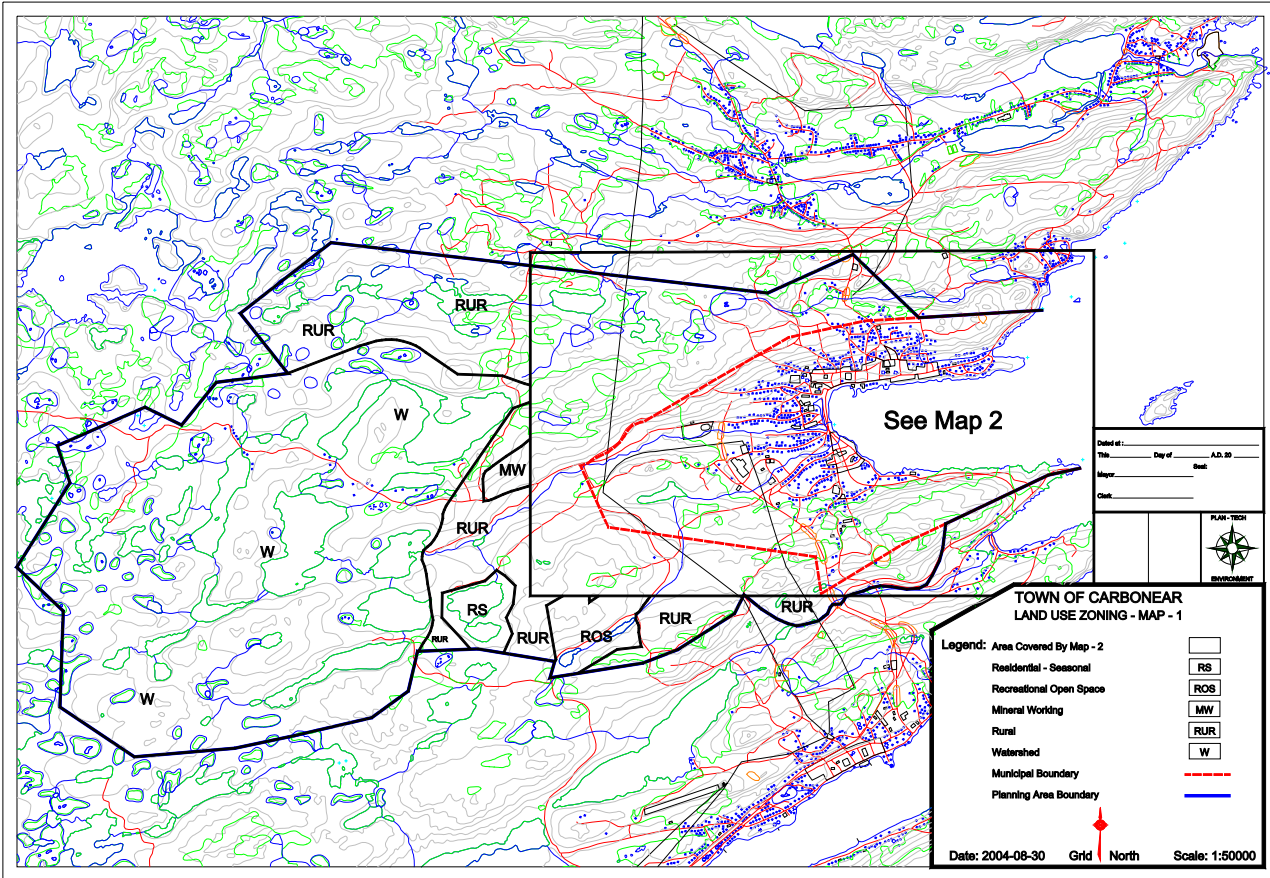 RUR
RUR
W
See Map 2
MW
RUR
W
RS
RUR
RUR
RUR
ROS
RUR
W
Dated at :
This Day of A.D. 20
Seal:
Mayor
Clerk
PLAN - TECH
ENVIRONMENT
TOWN OF CARBONEAR
LAND USE ZONING - MAP - 1
Legend: Area Covered By Map - 2
Residential - Seasonal RS
Recreational Open Space ROS
Mineral Working MW
Rural RUR
Watershed W
Municipal Boundary
Planning Area Boundary
Date: 2004-08-30 Grid North Scale: 1:50000